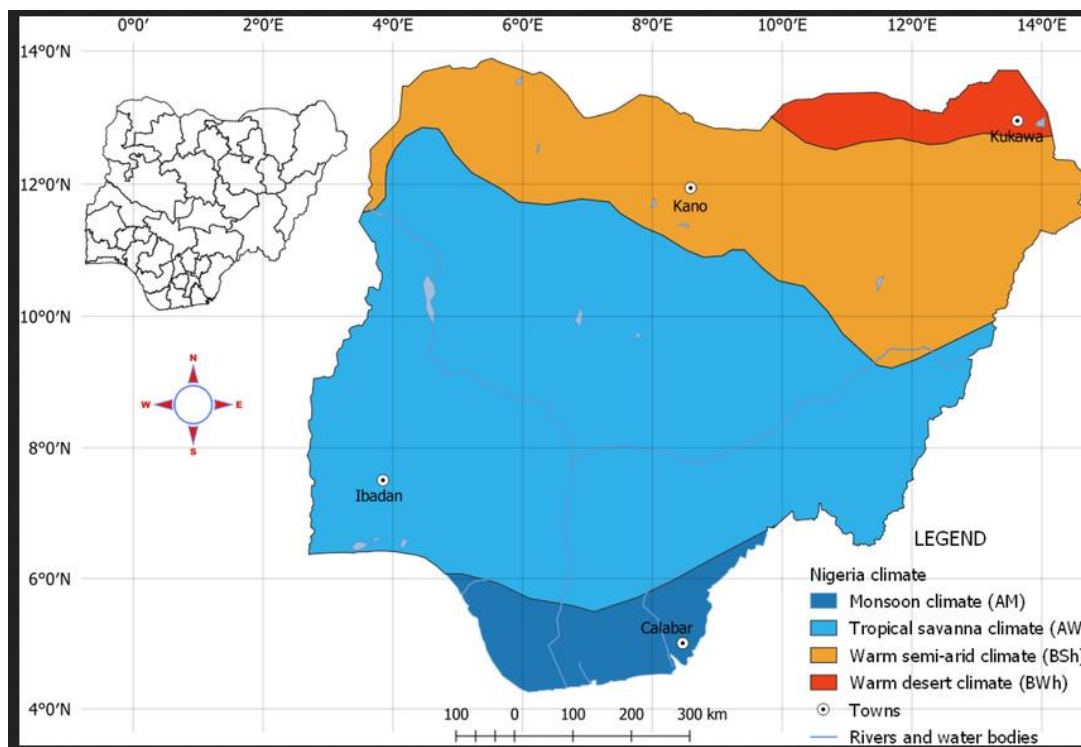 0°0′N 2°0′E 4°0′E 6°0′E 8°0′E 10°0′E 12°0′E 14°0′
14°0′N
12°0′N
10°0′N
8°0′N
6°0′N
4°0′N
Kukawa
Kano
N
W E
S
Ibadan
Calabar
LEGEND
Nigeria climate
Monsoon climate (AM)
Tropical savanna climate (AW
Warm semi-arid climate (BSh)
Warm desert climate (BWh)
Towns
Rivers and water bodies
100 0 100 200 300 km